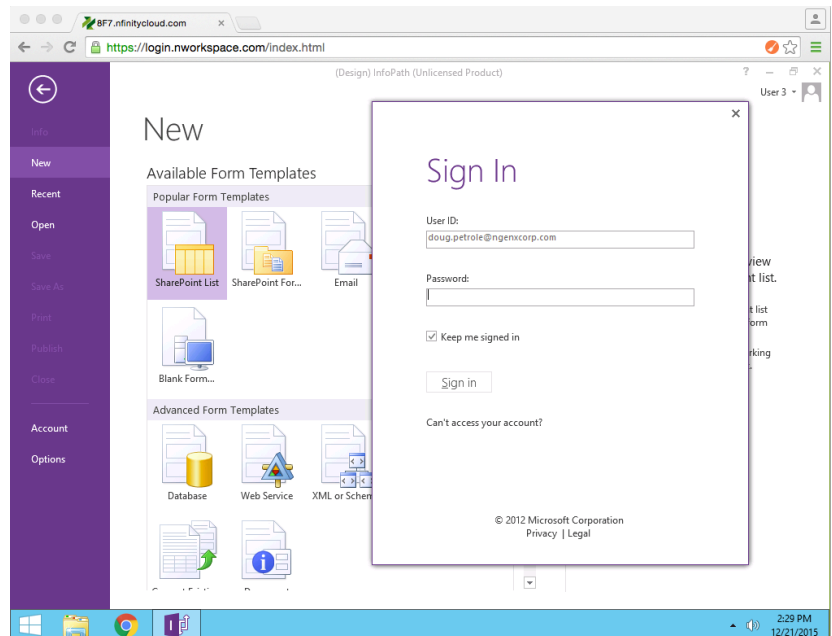 8F7.nfinitycloud.com
https://login.nworkspace.com/index.html
(Design) InfoPath (Unlicensed Product)
User 3
Info
New
Recent
Open
Save
Save As
Print
Publish
Close
Account
Options
New
Available Form Templates
Popular Form Templates
SharePoint List
SharePoint For...
Email
Blank Form...
Advanced Form Templates
Database
Web Service
XML or Schem
Sign In
User ID:
doug.petrole@ngenxcorp.com
Password:
Keep me signed in
Sign in
Can't access your account?
© 2012 Microsoft Corporation
Privacy | Legal
list.
list
2:29 PM
12/21/2015